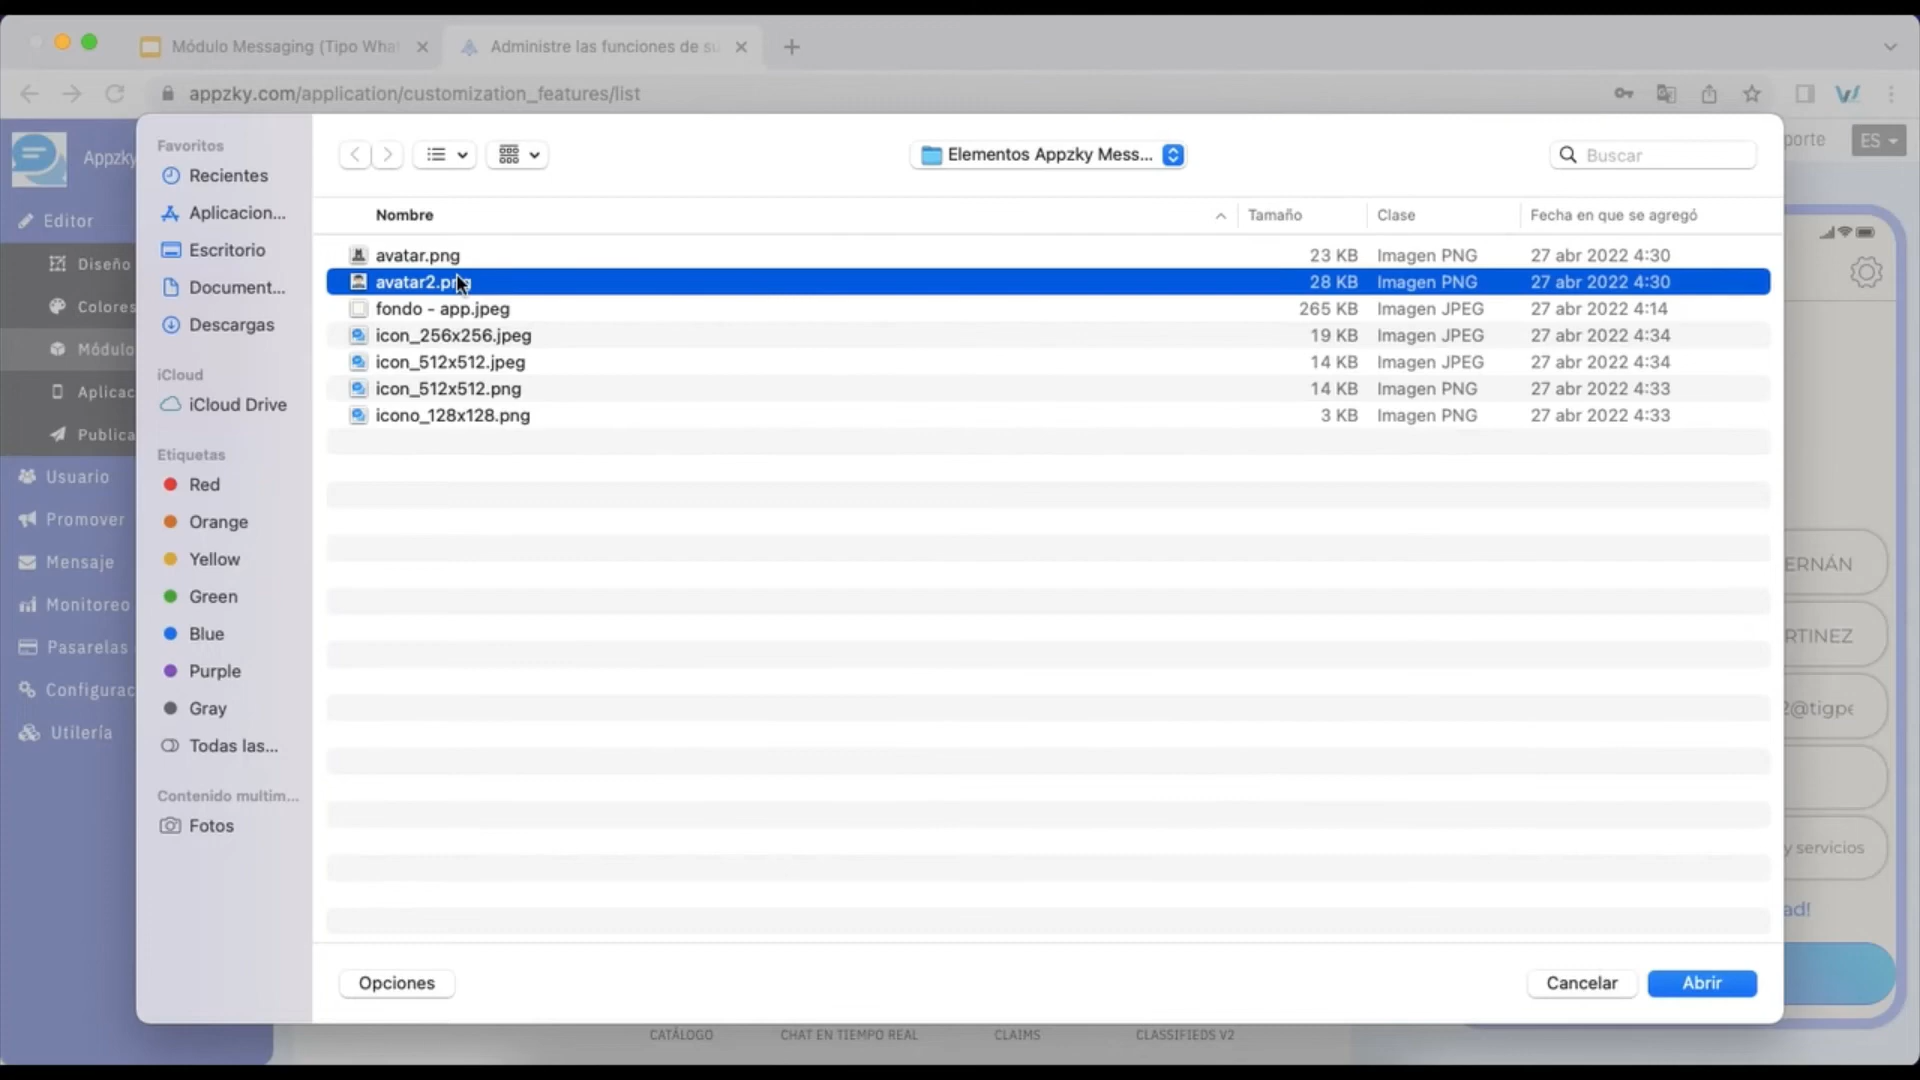 Módulo Messaging (Tipo What
Administre las funciones de sú
appzky.com/application/customization_features/list
Appzky
porte
ES
Editor
Diseño
Colores
Módulo
Aplicac
Publica
Usuario
Promover
Mensaje
Monitoreo
Pasarelas
Configurac
Utilería
Favoritos
Recientes
Aplicacion...
Escritorio
Document...
Descargas
iCloud
iCloud Drive
Etiquetas
Red
Orange
Yellow
Green
Blue
Purple
Gray
Todas las...
Contenido multim...
Fotos
Elementos Appzky Mess...
Buscar
Nombre Tamaño Clase Fecha en que se agregó
avatar.png 23 KB Imagen PNG 27 abr 2022 4:30
avatar2.png 28 KB Imagen PNG 27 abr 2022 4:30
fondo - app.jpeg 265 KB Imagen JPEG 27 abr 2022 4:14
icon_256x256.jpeg 19 KB Imagen JPEG 27 abr 2022 4:34
icon_512x512.jpeg 14 KB Imagen JPEG 27 abr 2022 4:34
icon_512x512.png 14 KB Imagen PNG 27 abr 2022 4:33
icono_128x128.png 3 KB Imagen PNG 27 abr 2022 4:33
Opciones
Cancelar
Abrir
ERNÁN
RTINEZ
2@tigpe
y servicios
ad!
CATÁLOGO
CHAT EN TIEMPO REAL
CLAIMS
CLASSIFIEDS V2